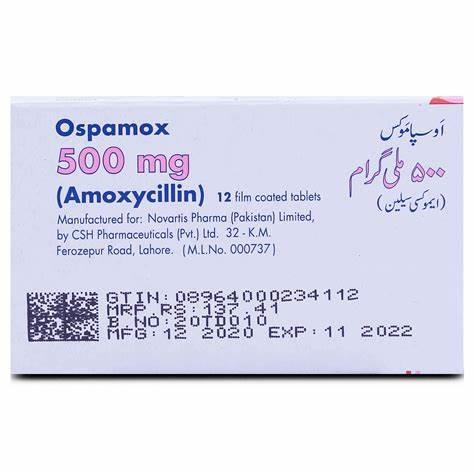 Ospamox
500 mg
(Amoxycillin) 12 film coated tablets
Manufactured for: Novartis Pharma (Pakistan) Limited,
by CSH Pharmaceuticals (Pvt.) Ltd. 32 - K.M.
Ferozepur Road, Lahore. (M.L.No. 000737)
اوسپاموکس
۵۰۰ ملی گرام
(ایموکسی سیلین)
GTIN: 08964000234112
MRP RS: 137.41
B.NO: 20TD010
MFG: 12 2020 EXP: 11 2022